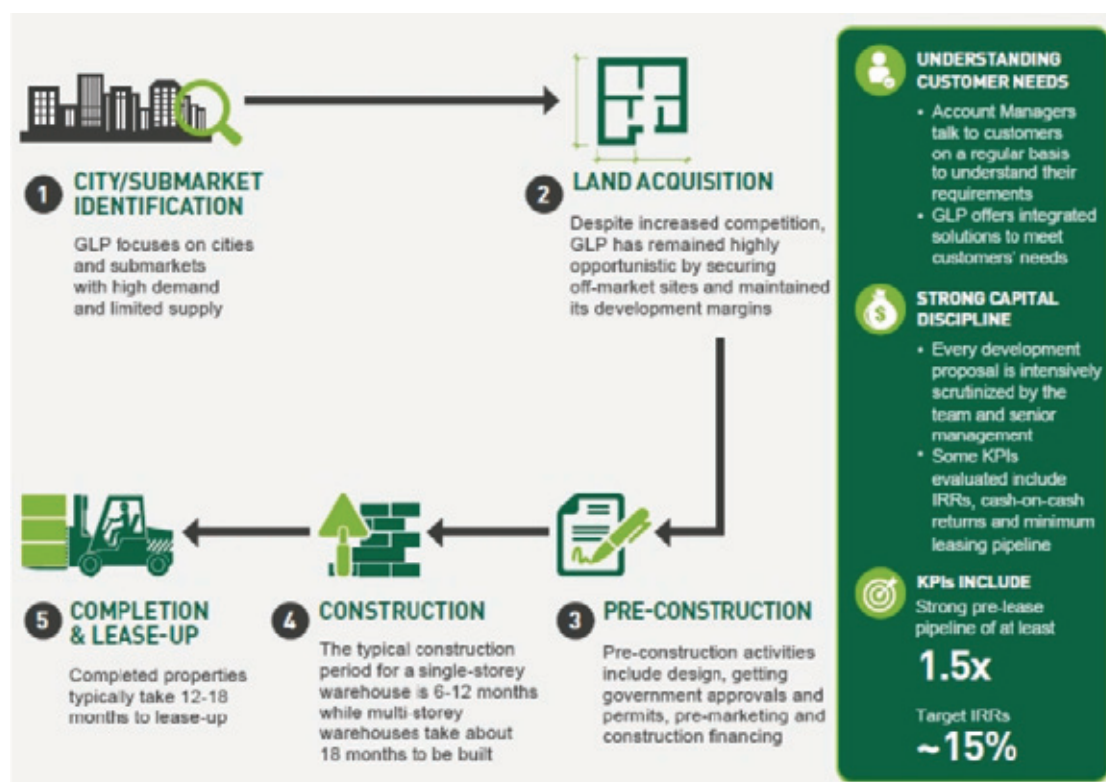 1
CITY/SUBMARKET
IDENTIFICATION
GLP focuses on cities
and submarkets
with high demand
and limited supply
2
LAND ACQUISITION
Despite increased competition,
GLP has remained highly
opportunistic by securing
off-market sites and maintained
its development margins
3
PRE-CONSTRUCTION
Pre-construction activities
include design, getting
government approvals and
permits, pre-marketing and
construction financing
4
CONSTRUCTION
The typical construction
period for a single-storey
warehouse is 6-12 months
while multi-storey
warehouses take about
18 months to be built
5
COMPLETION
& LEASE-UP
Completed properties
typically take 12-18
months to lease-up
UNDERSTANDING
CUSTOMER NEEDS
• Account Managers
talk to customers
on a regular basis
to understand their
requirements
• GLP offers integrated
solutions to meet
customers' needs
$
STRONG CAPITAL
DISCIPLINE
• Every development
proposal is intensively
scrutinized by the
team and senior
management
• Some KPIs
evaluated include
IRRs, cash-on-cash
returns and minimum
leasing pipeline
KPIs INCLUDE
Strong pre-lease
pipeline of at least
1.5x
Target IRRs
~15%